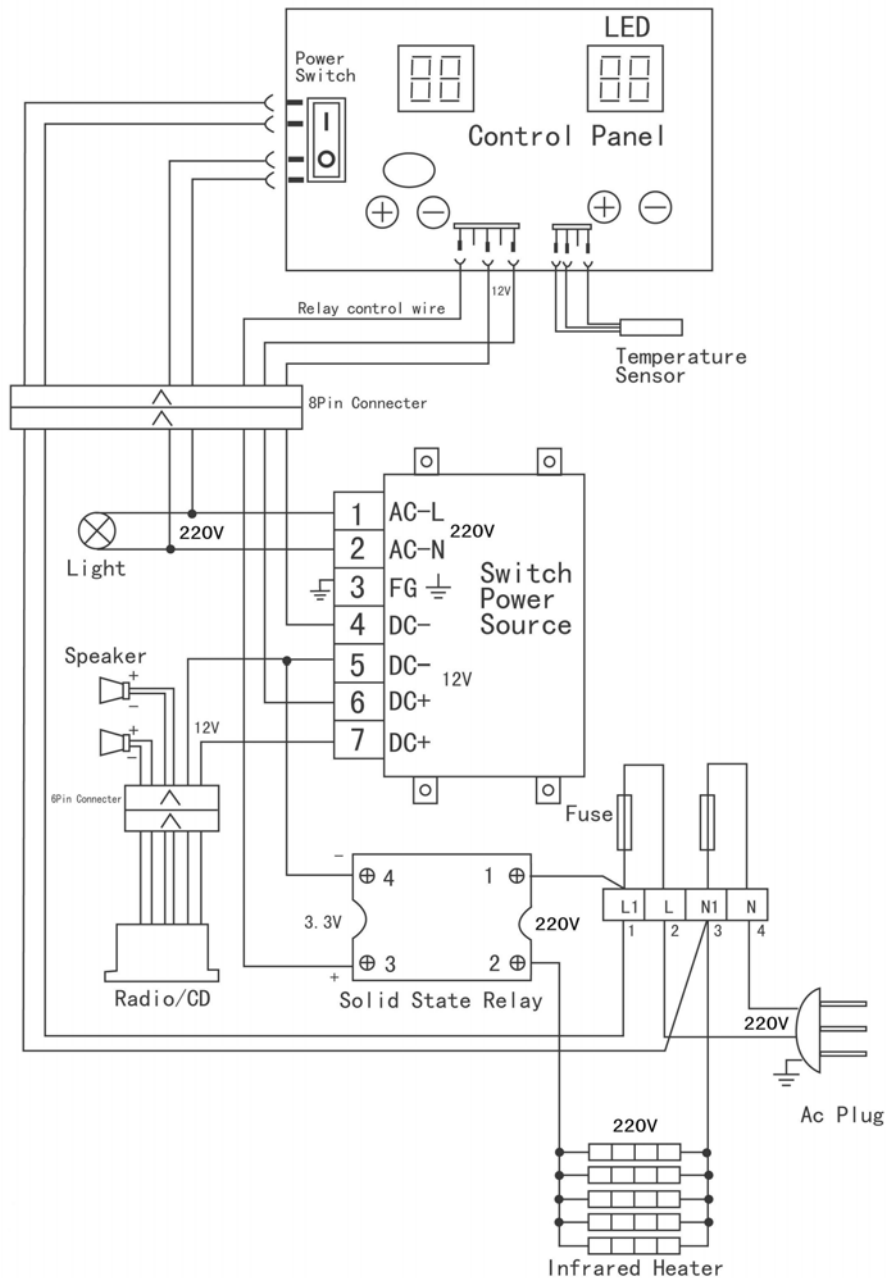 LED
Power
Switch
Control Panel
12V
Relay control wire
Temperature
Sensor
8Pin Connecter
1 AC-L
220V
2 AC-N
220V
Light
3 FG
Switch
Power
Source
4 DC-
5 DC-
12V
6 DC+
7 DC+
Speaker
+
-
+
-
12V
6Pin Connecter
Fuse
-
4
1
L1 L N1 N
1 2 3 4
3.3V
220V
3
2
+
Solid State Relay
Radio/CD
220V
Ac Plug
220V
Infrared Heater